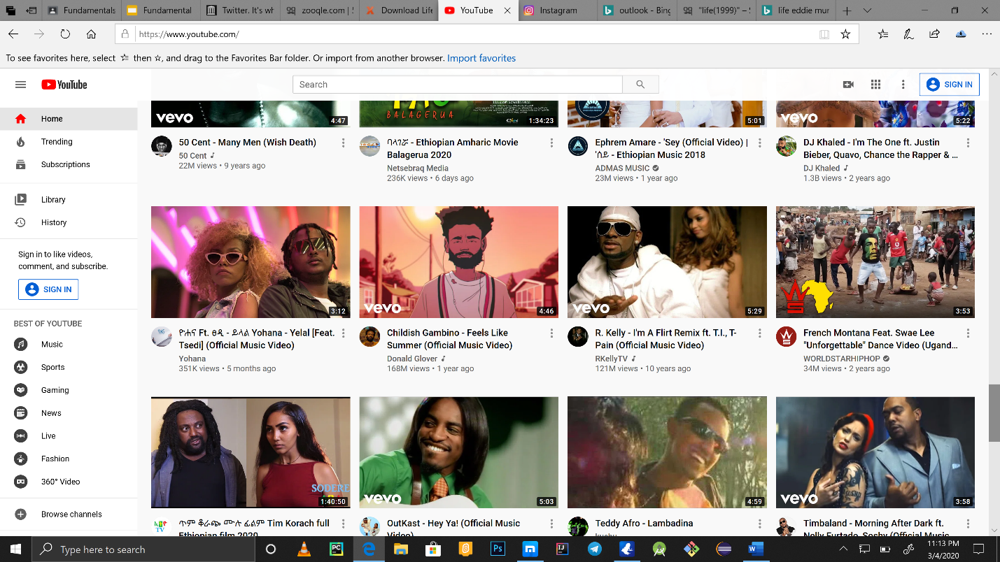 Fundamentals
Fundamental
Twitter. It's wh
zooqle.com | S
Download Life
YouTube
Instagram
outlook - Bing
"life(1999)" – S
life eddie mur
https://www.youtube.com/
To see favorites here, select then ☆, and drag to the Favorites Bar folder. Or import from another browser. Import favorites
YouTube
Search
SIGN IN
Home
Trending
Subscriptions
Library
History
Sign in to like videos,
comment, and subscribe.
SIGN IN
BEST OF YOUTUBE
Music
Sports
Gaming
News
Live
Fashion
360° Video
Browse channels
vevo
4:47
BALAGERUA
1:34:23
5:01
vevo
5:22
50 Cent - Many Men (Wish Death)
50 Cent
22M views • 9 years ago
ባላገሯ - Ethiopian Amharic Movie
Balagerua 2020
Netsebraq Media
236K views • 6 days ago
Ephrem Amare - 'Sey (Official Video) |
'ሰይ - Ethiopian Music 2018
ADMAS MUSIC
23M views • 1 year ago
DJ Khaled - I'm The One ft. Justin
Bieber, Quavo, Chance the Rapper & ...
DJ Khaled
1.3B views • 2 years ago
3:12
vevo
4:46
vevo
5:29
WS
3:53
ዮሐና Ft. ፀዲ - ይላል Yohana - Yelal [Feat.
Tsedi] (Official Music Video)
Yohana
351K views • 5 months ago
Childish Gambino - Feels Like
Summer (Official Music Video)
Donald Glover
168M views • 1 year ago
R. Kelly - I'm A Flirt Remix ft. T.I., T-
Pain (Official Music Video)
RKellyTV
121M views • 10 years ago
French Montana Feat. Swae Lee
"Unforgettable" Dance Video (Ugand...
WORLDSTARHIPHOP
34M views • 2 years ago
SODERE
1:40:50
vevo
5:03
4:59
vevo
3:58
TV
ጥም ቆራጭ ሙሉ ፊልም Tim Korach full
Ethiopian film 2020
OutKast - Hey Ya! (Official Music
Video)
Teddy Afro - Lambadina
Timbaland - Morning After Dark ft.
Nelly Furtado, Soshy (Official Music
Type here to search
PC
Ps
IJ
W
11:13 PM
3/4/2020